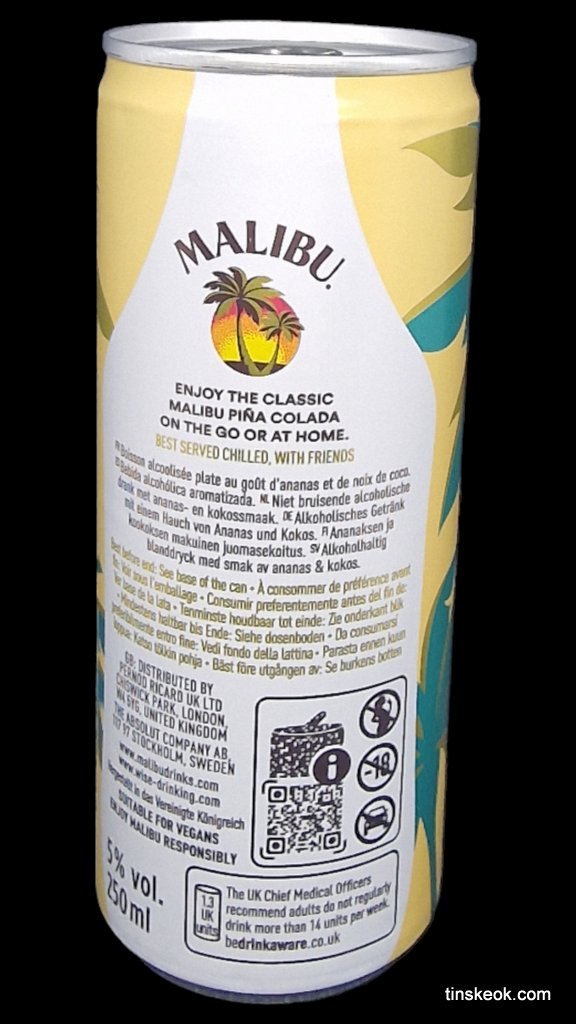 MALIBU.
ENJOY THE CLASSIC
MALIBU PIÑA COLADA
ON THE GO OR AT HOME.
BEST SERVED CHILLED, WITH FRIENDS
FR Boisson alcoolisée plate au goût d'ananas et de noix de coco.
ES Bebida alcohólica aromatizada. NL Niet bruisende alcoholische
drank met ananas- en kokossmaak. DE Alkoholisches Getränk
mit einem Hauch von Ananas und Kokos. FI Ananaksen ja
kookoksen makuinen juomasekoitus. SV Alkoholhaltig
blanddryck med smak av ananas & kokos.
Best before end: See base of the can • À consommer de préférence avant
fin: Voir sous l'emballage • Consumir preferentemente antes del fin de:
Ver base de la lata • Tenminste houdbaar tot einde: Zie onderkant blik
• Mindestens haltbar bis Ende: Siehe dosenboden • Da consumarsi
preferibilmente entro fine: Vedi fondo della lattina • Parasta ennen kuun
loppua: Katso tölkin pohja • Bäst före utgången av: Se burkens botten
GB: DISTRIBUTED BY
PERNOD RICARD UK LTD
CHISWICK PARK, LONDON,
W4 5YG. UNITED KINGDOM
THE ABSOLUT COMPANY AB,
117 97 STOCKHOLM, SWEDEN
www.malibudrinks.com
www.wise-drinking.com
Hergestellt in das Vereinigte Königreich
SUITABLE FOR VEGANS
ENJOY MALIBU RESPONSIBLY
i
-18
5% vol.
250ml
1.3
UK
units
The UK Chief Medical Officers
recommend adults do not regularly
drink more than 14 units per week.
bedrinkaware.co.uk
tinskeok.com